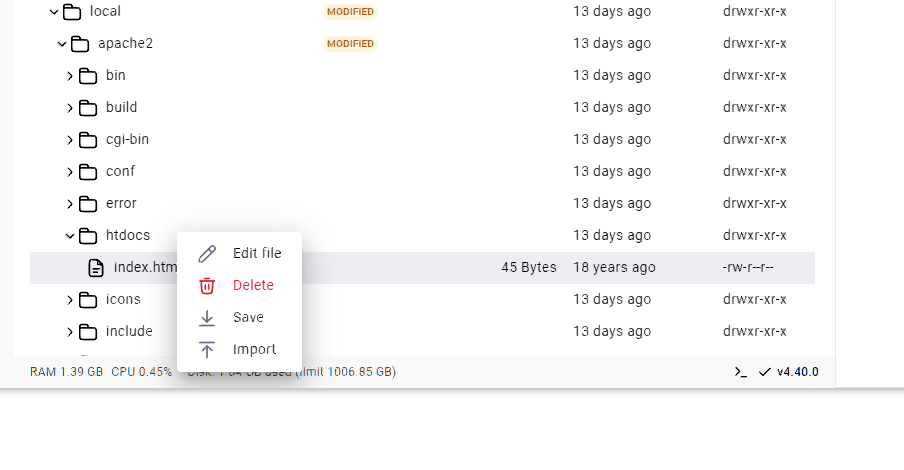 local MODIFIED 13 days ago drwxr-xr-x
apache2 MODIFIED 13 days ago drwxr-xr-x
bin 13 days ago drwxr-xr-x
build 13 days ago drwxr-xr-x
cgi-bin 13 days ago drwxr-xr-x
conf 13 days ago drwxr-xr-x
error 13 days ago drwxr-xr-x
htdocs 13 days ago drwxr-xr-x
Edit file
index.htm 45 Bytes 18 years ago -rw-r--r--
Delete
icons 13 days ago drwxr-xr-x
Save
include 13 days ago drwxr-xr-x
Import
RAM 1.39 GB CPU 0.45% GB used (limit 1006.85 GB) v4.40.0